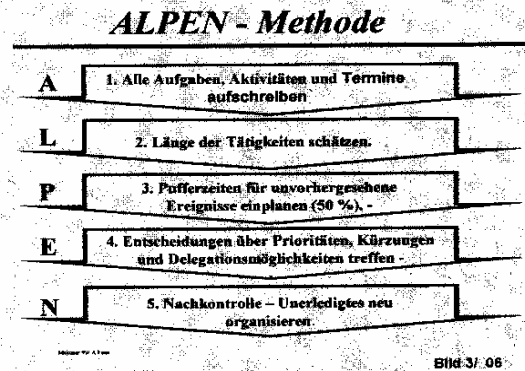 ALPEN - Methode
A
1. Alle Aufgaben, Aktivitäten und Termine
aufschreiben
L
2. Länge der Tätigkeiten schätzen.
P
3. Pufferzeiten für unvorhergesehene
Ereignisse einplanen (50 %). -
E
4. Entscheidungen über Prioritäten, Kürzungen
und Delegationsmöglichkeiten treffen -
N
5. Nachkontrolle – Unerledigtes neu
organisieren
Bild 3/ 06